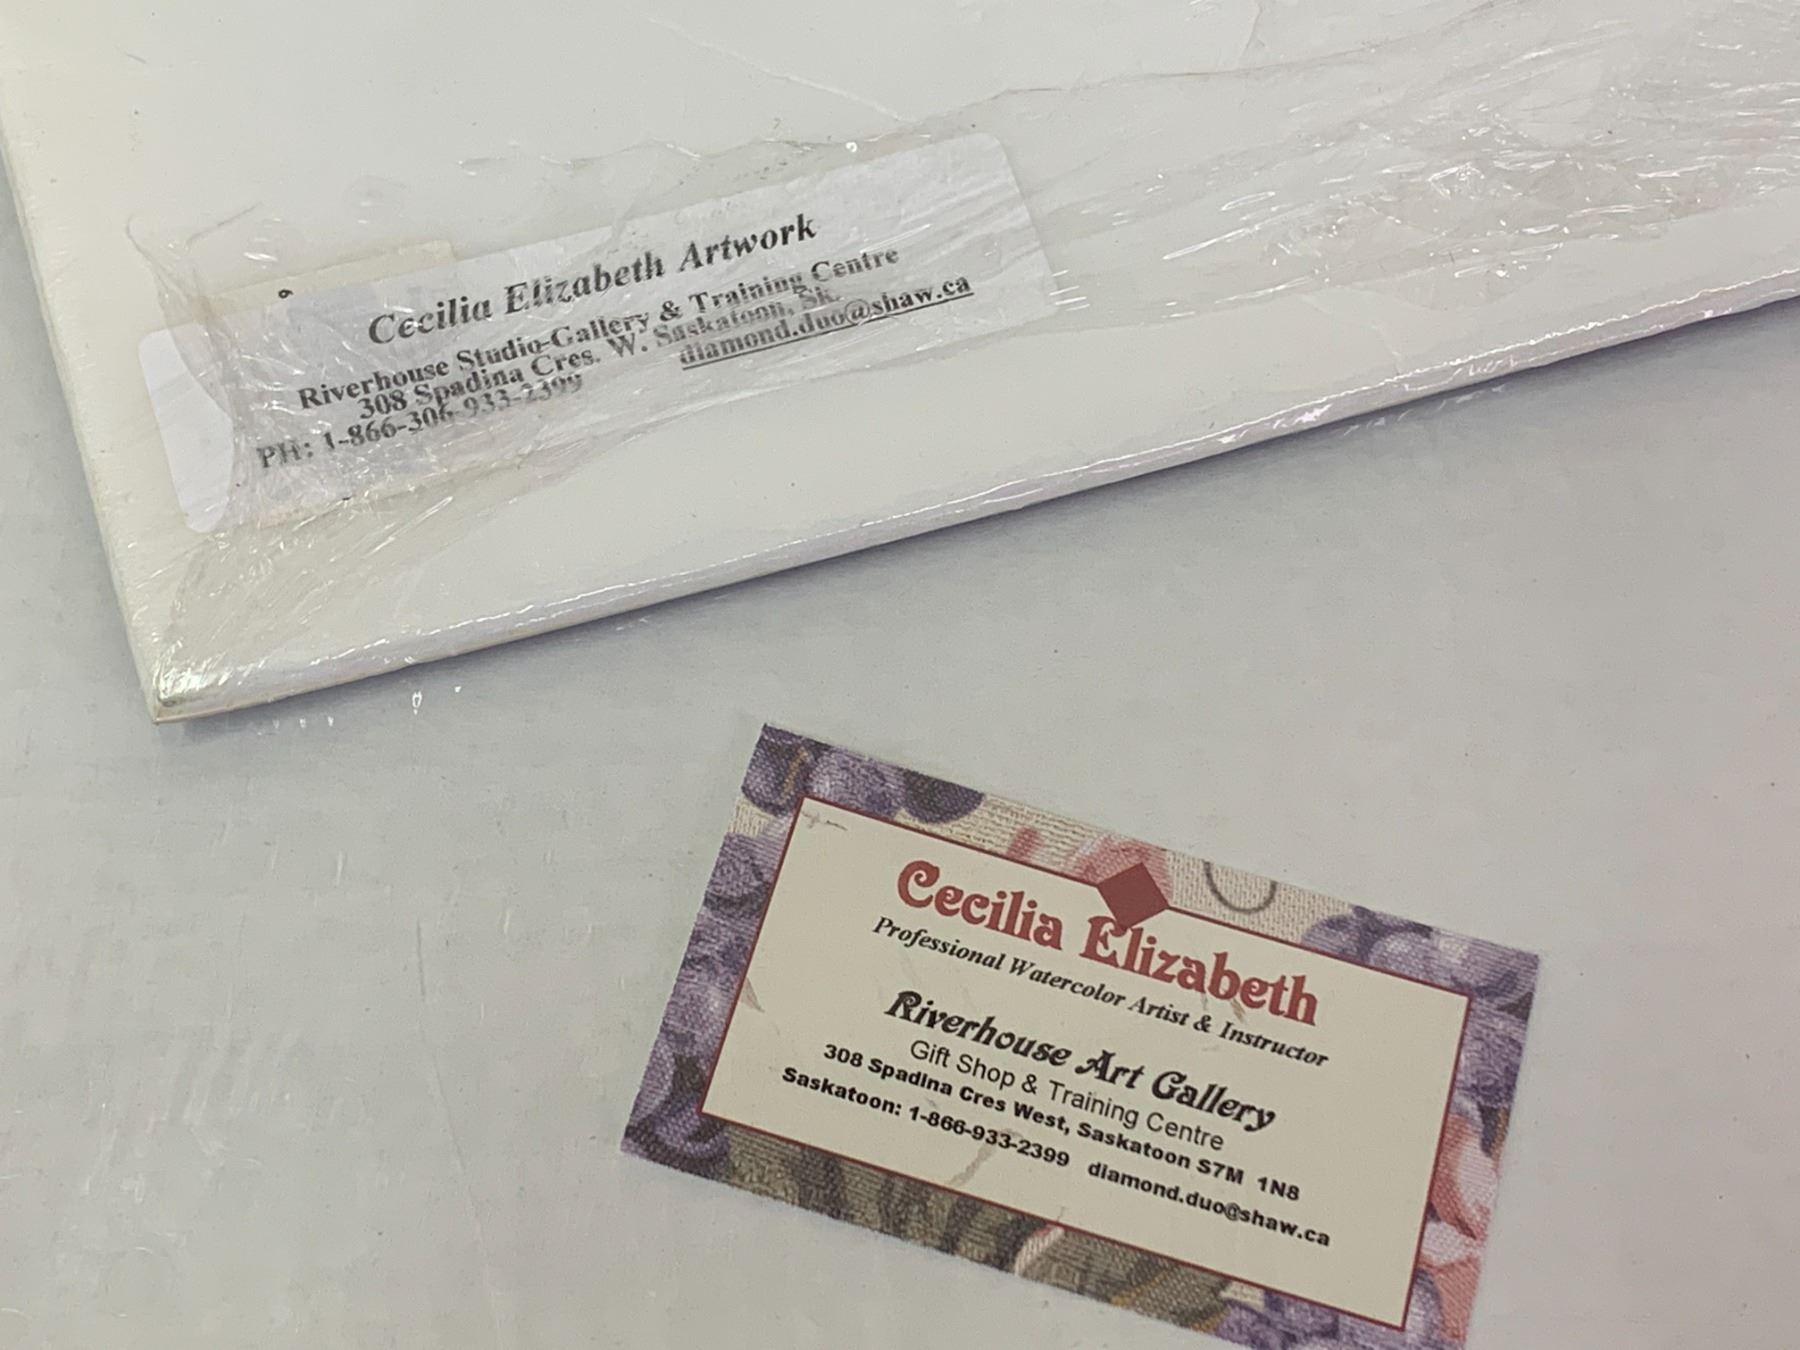 Cecilia Elizabeth Artwork
Riverhouse Studio-Gallery & Training Centre
308 Spadina Cres. W. Saskatoon, Sk.
PH: 1-866-306-933-2399 diamond.duo@shaw.ca
Cecilia Elizabeth
Professional Watercolor Artist & Instructor
Riverhouse Art Gallery
Gift Shop & Training Centre
308 Spadina Cres West, Saskatoon S7M 1N8
Saskatoon: 1-866-933-2399 diamond.duo@shaw.ca